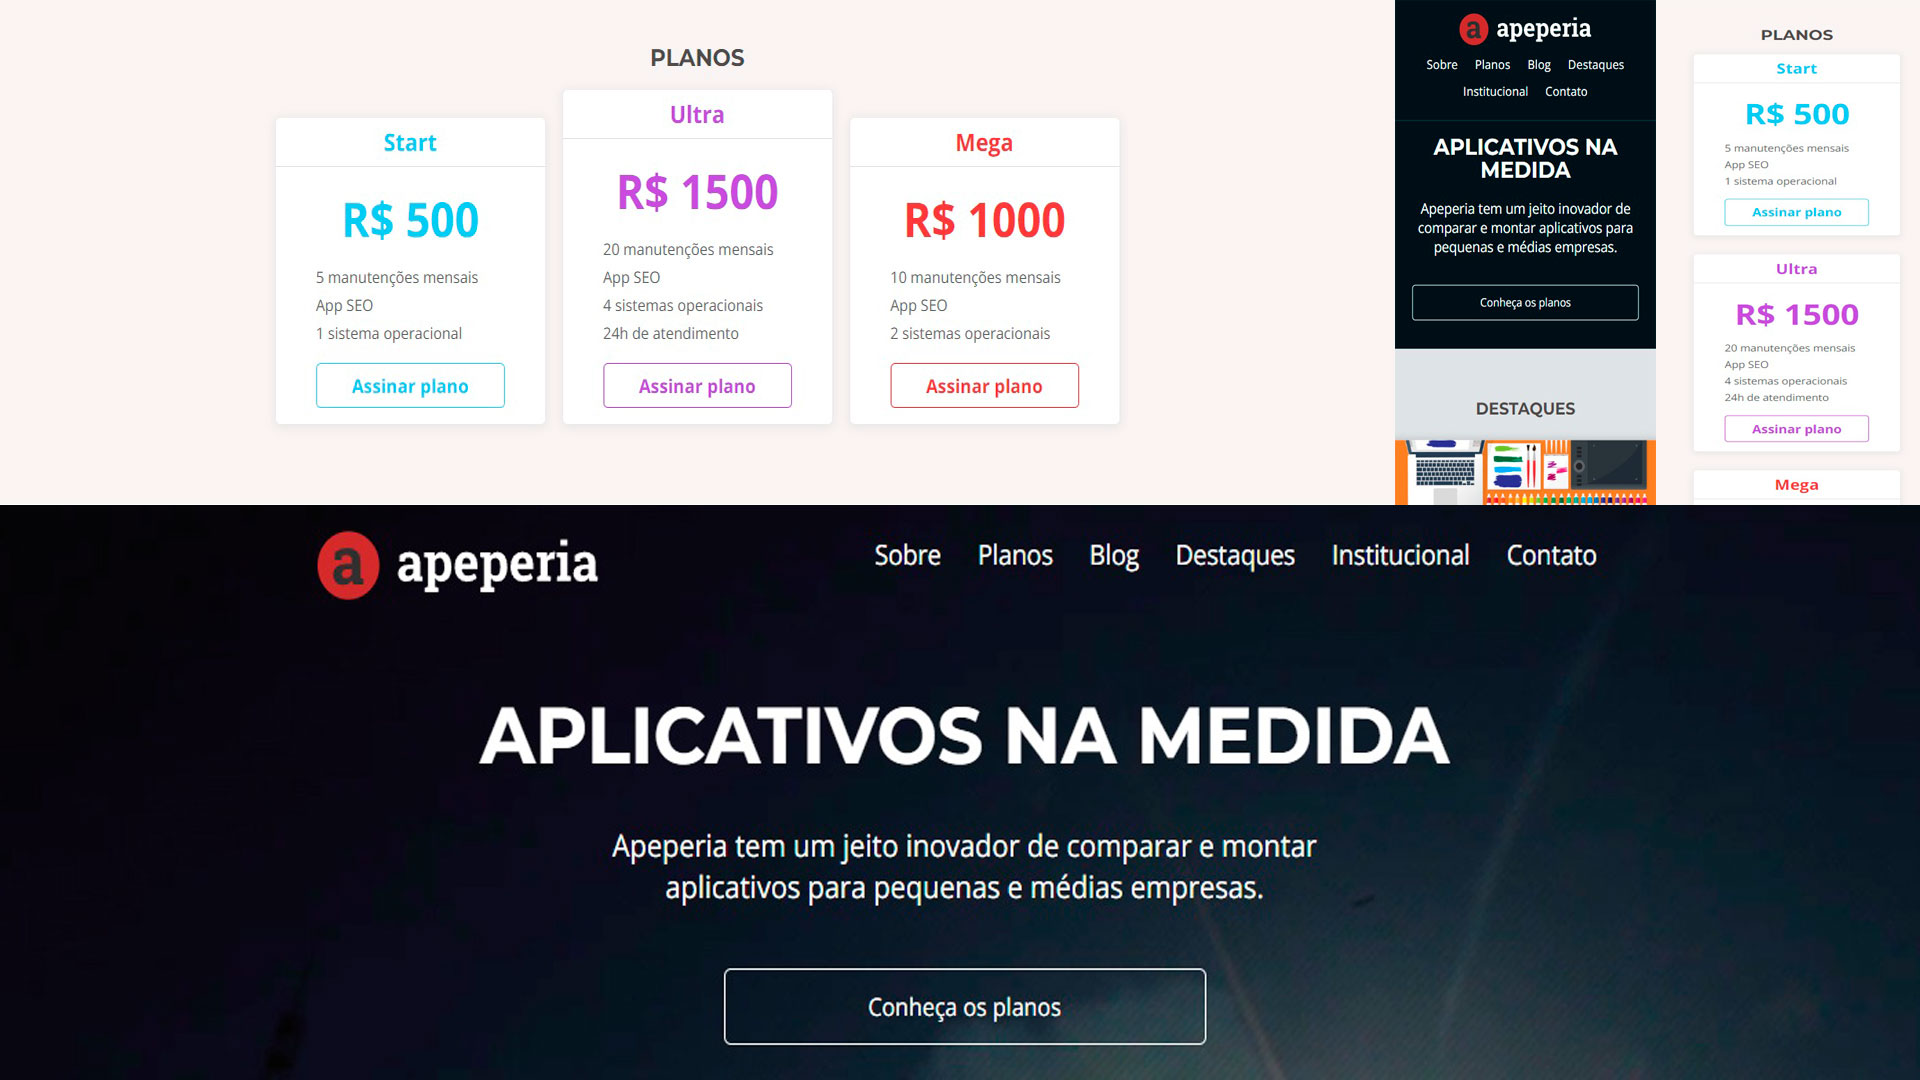 PLANOS
Start
R$ 500
5 manutenções mensais
App SEO
1 sistema operacional
Assinar plano
Ultra
R$ 1500
20 manutenções mensais
App SEO
4 sistemas operacionais
24h de atendimento
Assinar plano
Mega
R$ 1000
10 manutenções mensais
App SEO
2 sistemas operacionais
Assinar plano
a apeperia
Sobre Planos Blog Destaques
Institucional Contato
APLICATIVOS NA
MEDIDA
Apeperia tem um jeito inovador de
comparar e montar aplicativos para
pequenas e médias empresas.
Conheça os planos
DESTAQUES
PLANOS
Start
R$ 500
5 manutenções mensais
App SEO
1 sistema operacional
Assinar plano
Ultra
R$ 1500
20 manutenções mensais
App SEO
4 sistemas operacionais
24h de atendimento
Assinar plano
Mega
a apeperia
Sobre Planos Blog Destaques Institucional Contato
APLICATIVOS NA MEDIDA
Apeperia tem um jeito inovador de comparar e montar
aplicativos para pequenas e médias empresas.
Conheça os planos